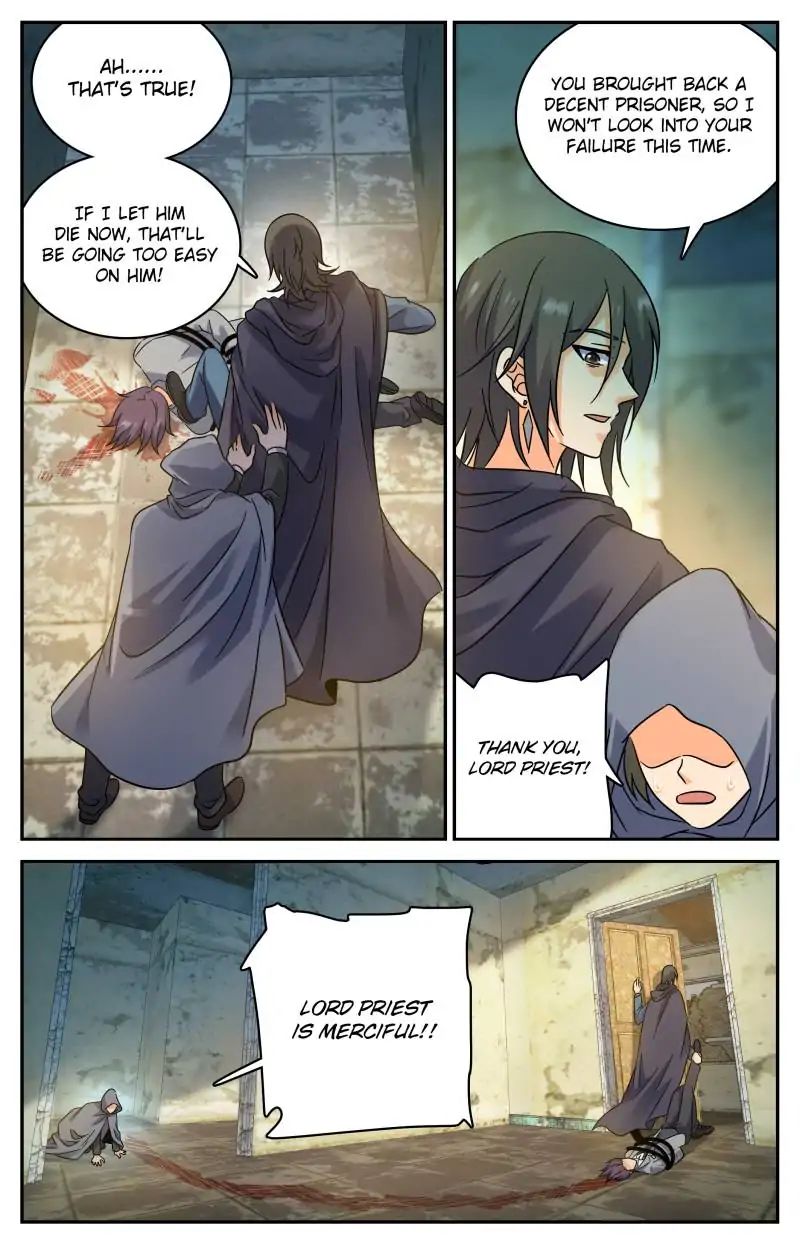 AH......
THAT'S TRUE!
IF I LET HIM
DIE NOW, THAT'LL
BE GOING TOO EASY
ON HIM!
YOU BROUGHT BACK A
DECENT PRISONER, SO I
WON'T LOOK INTO YOUR
FAILURE THIS TIME.
THANK YOU,
LORD PRIEST!
LORD PRIEST
IS MERCIFUL!!